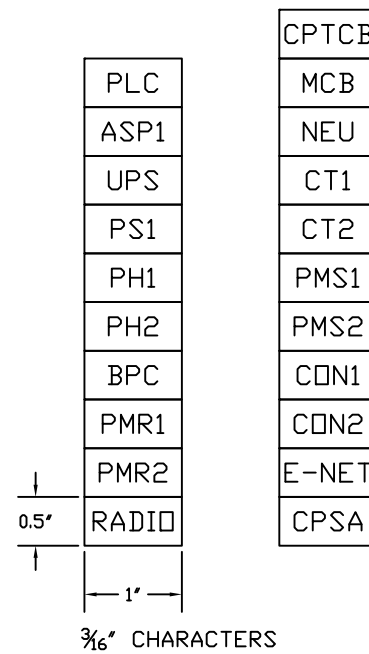 PLC
ASP1
UPS
PS1
PH1
PH2
BPC
PMR1
PMR2
RADIO
0.5"
1"
3/16" CHARACTERS
CPTCB
MCB
NEU
CT1
CT2
PMS1
PMS2
CON1
CON2
E-NET
CPSA